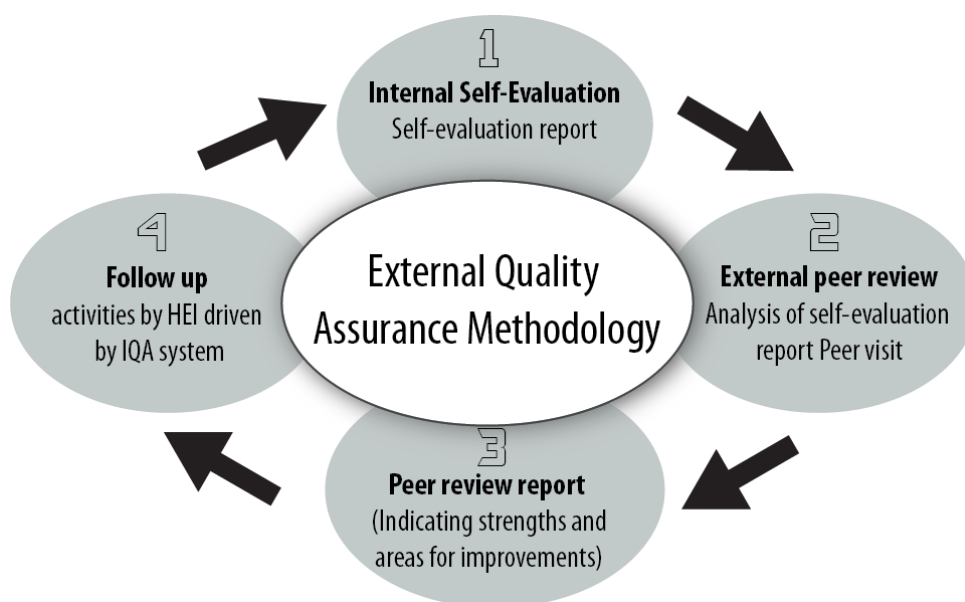 1
Internal Self-Evaluation
Self-evaluation report
2
External peer review
Analysis of self-evaluation
report Peer visit
3
Peer review report
(Indicating strengths and
areas for improvements)
4
Follow up
activities by HEI driven
by IQA system
External Quality
Assurance Methodology